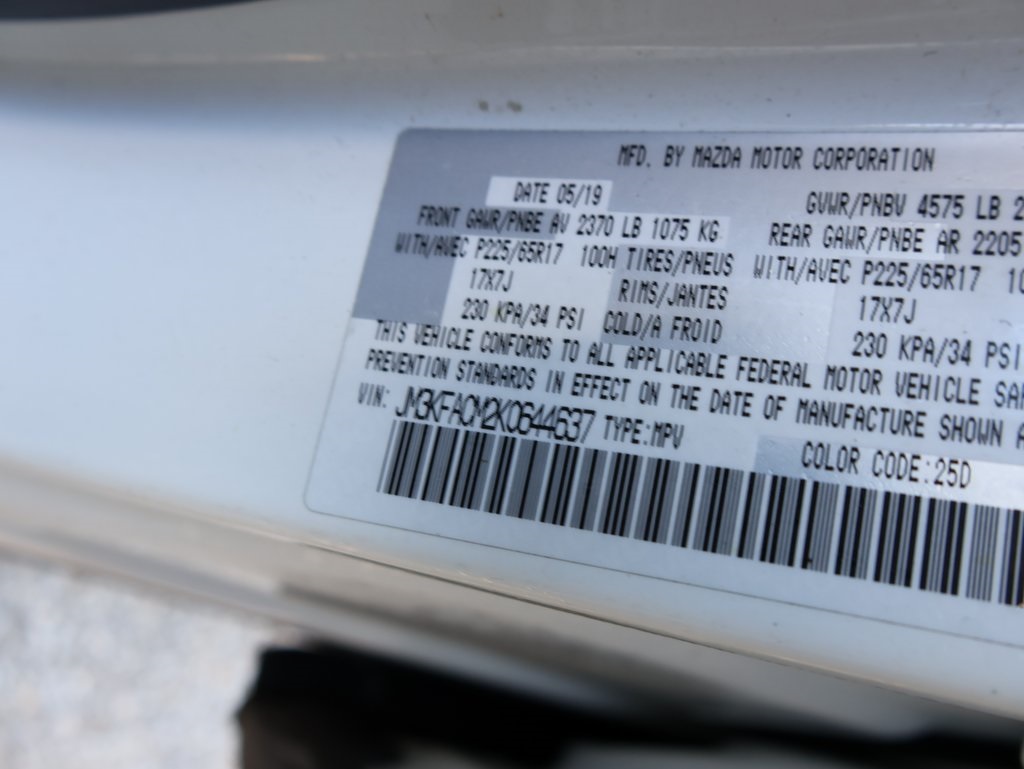 MFD. BY MAZDA MOTOR CORPORATION
DATE 05/19 GVWR/PNBV 4575 LB
FRONT GAWR/PNBE AV 2370 LB 1075 KG REAR GAWR/PNBE AR 2205
WITH/AVEC P225/65R17 100H TIRES/PNEUS WITH/AVEC P225/65R17
17X7J RIMS/JANTES 17X7J
230 KPA/34 PSI COLD/A FROID 230 KPA/34 PSI
THIS VEHICLE CONFORMS TO ALL APPLICABLE FEDERAL MOTOR VEHICLE
PREVENTION STANDARDS IN EFFECT ON THE DATE OF MANUFACTURE SHOWN
VIN: JM3KFACM2K0644637 TYPE:MPV
COLOR CODE:25D